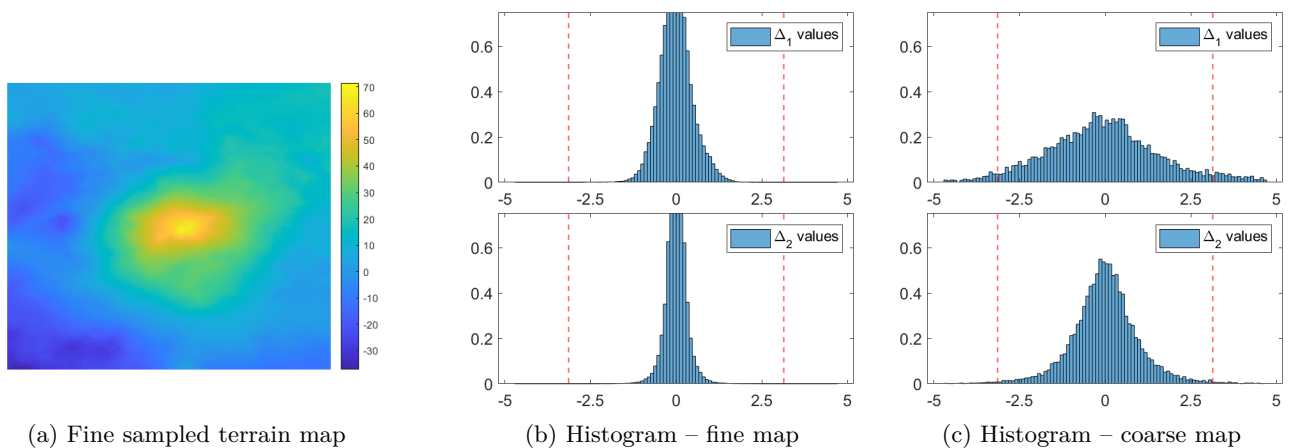 70
60
50
40
30
20
10
0
-10
-20
-30
0.6
0.4
0.2
0
Δ1 values
-5 -2.5 0 2.5 5
0.6
0.4
0.2
0
Δ2 values
-5 -2.5 0 2.5 5
0.6
0.4
0.2
0
Δ1 values
-5 -2.5 0 2.5 5
0.6
0.4
0.2
0
Δ2 values
-5 -2.5 0 2.5 5
(a) Fine sampled terrain map
(b) Histogram – fine map
(c) Histogram – coarse map